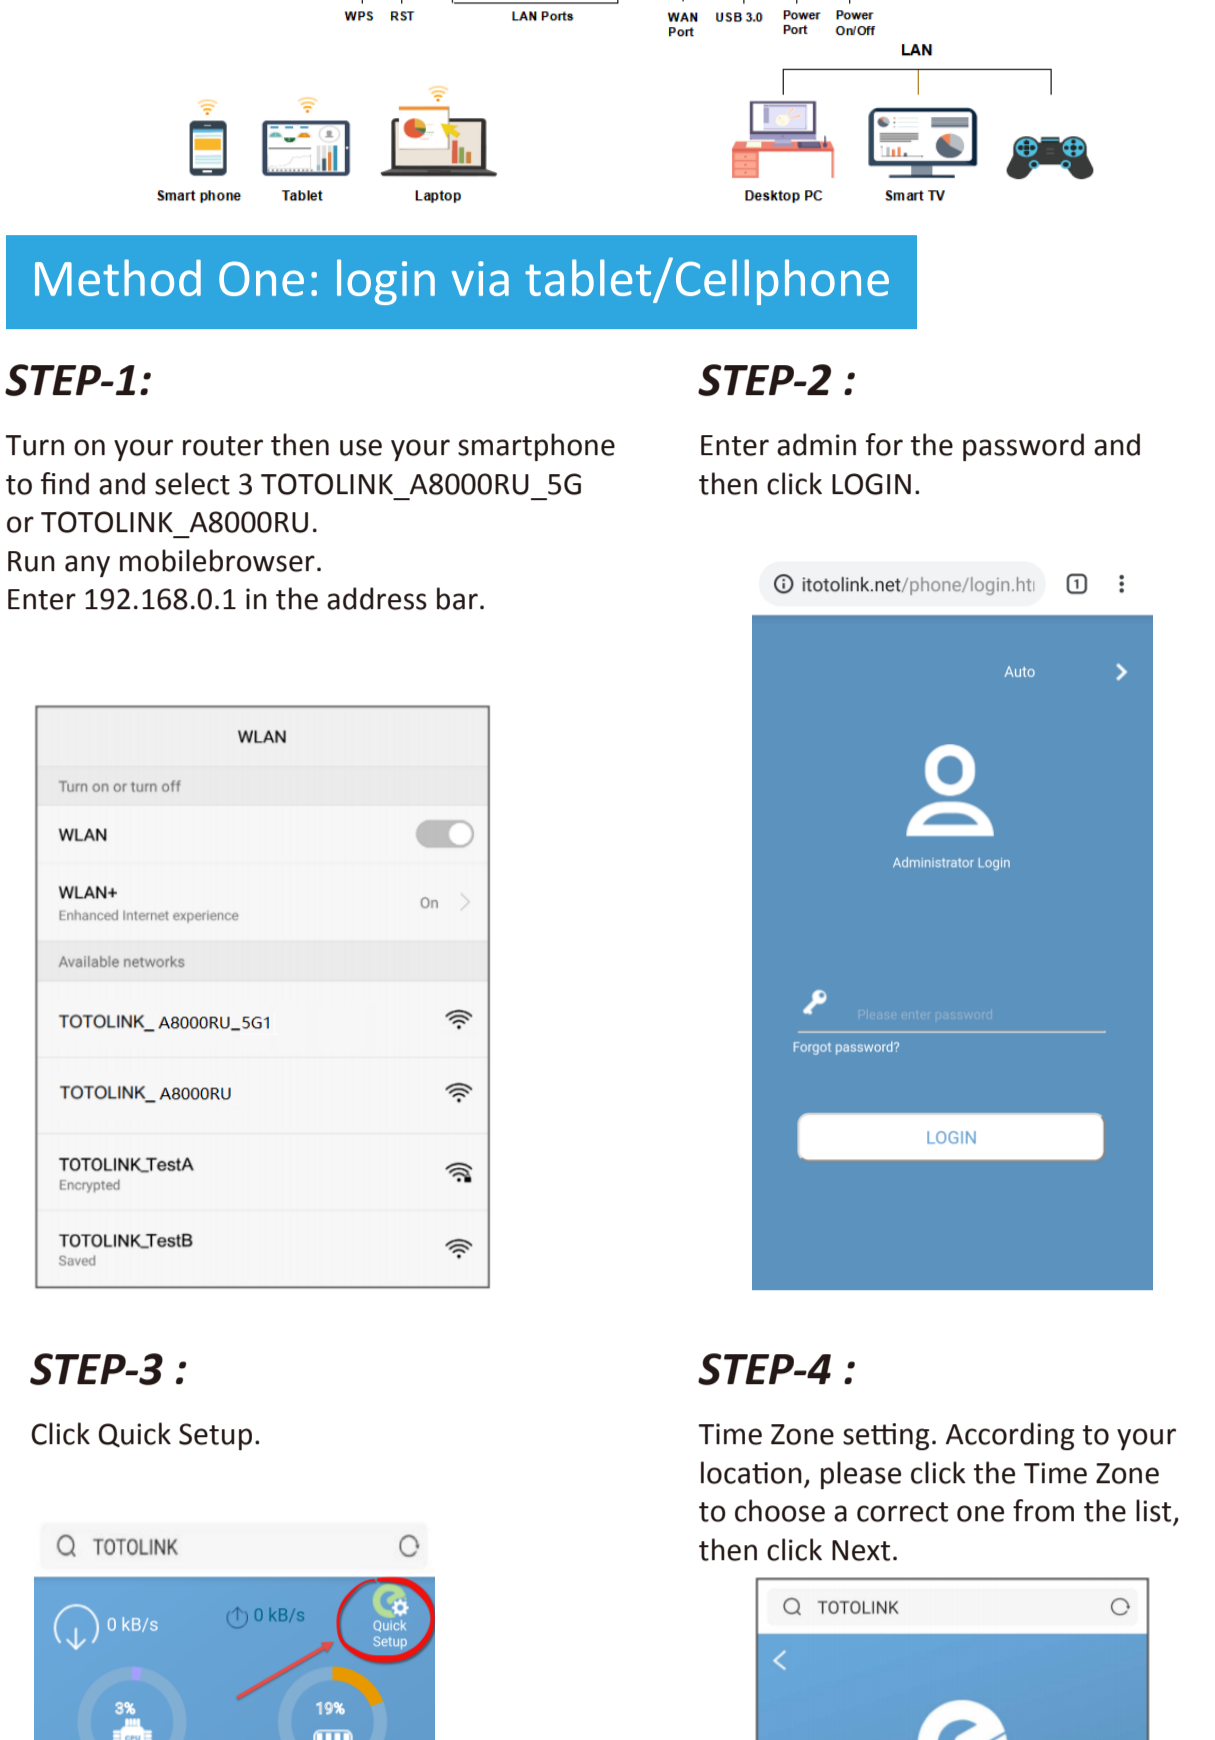 WPS RST LAN Ports WAN Port USB 3.0 Power Port Power On/Off
LAN
Smart phone Tablet Laptop Desktop PC Smart TV
Method One: login via tablet/Cellphone
STEP-1:
Turn on your router then use your smartphone
to find and select 3 TOTOLINK_A8000RU_5G
or TOTOLINK_A8000RU.
Run any mobilebrowser.
Enter 192.168.0.1 in the address bar.
WLAN
Turn on or turn off
WLAN
WLAN+
Enhanced Internet experience
On
Available networks
TOTOLINK_ A8000RU_5G1
TOTOLINK_ A8000RU
TOTOLINK_TestA
Encrypted
TOTOLINK_TestB
Saved
STEP-2 :
Enter admin for the password and
then click LOGIN.
itotolink.net/phone/login.ht
1
Auto
Administrator Login
Please enter password
Forgot password?
LOGIN
STEP-3 :
Click Quick Setup.
TOTOLINK
0 kB/s
0 kB/s
Quick
Setup
3%
19%
CPU
STEP-4 :
Time Zone setting. According to your
location, please click the Time Zone
to choose a correct one from the list,
then click Next.
TOTOLINK